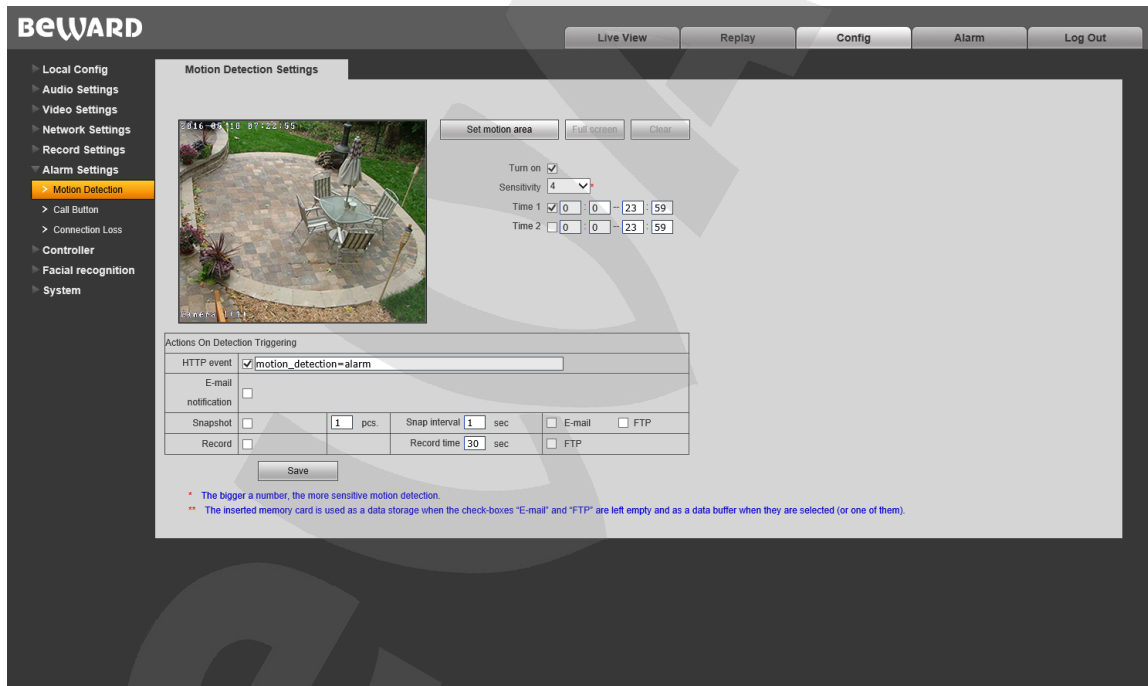 BEWARD
Live View Replay Config Alarm Log Out
Local Config
Audio Settings
Video Settings
Network Settings
Record Settings
Alarm Settings
> Motion Detection
> Call Button
> Connection Loss
Controller
Facial recognition
System
Motion Detection Settings
Set motion area Full screen Clear
Turn on
Sensitivity 4 *
Time 1 0 : 0 -- 23 : 59
Time 2 0 : 0 -- 23 : 59
Actions On Detection Triggering
HTTP event motion_detection=alarm
E-mail
notification
Snapshot 1 pcs. Snap interval 1 sec E-mail FTP
Record Record time 30 sec FTP
Save
* The bigger a number, the more sensitive motion detection.
** The inserted memory card is used as a data storage when the check-boxes "E-mail" and "FTP" are left empty and as a data buffer when they are selected (or one of them).